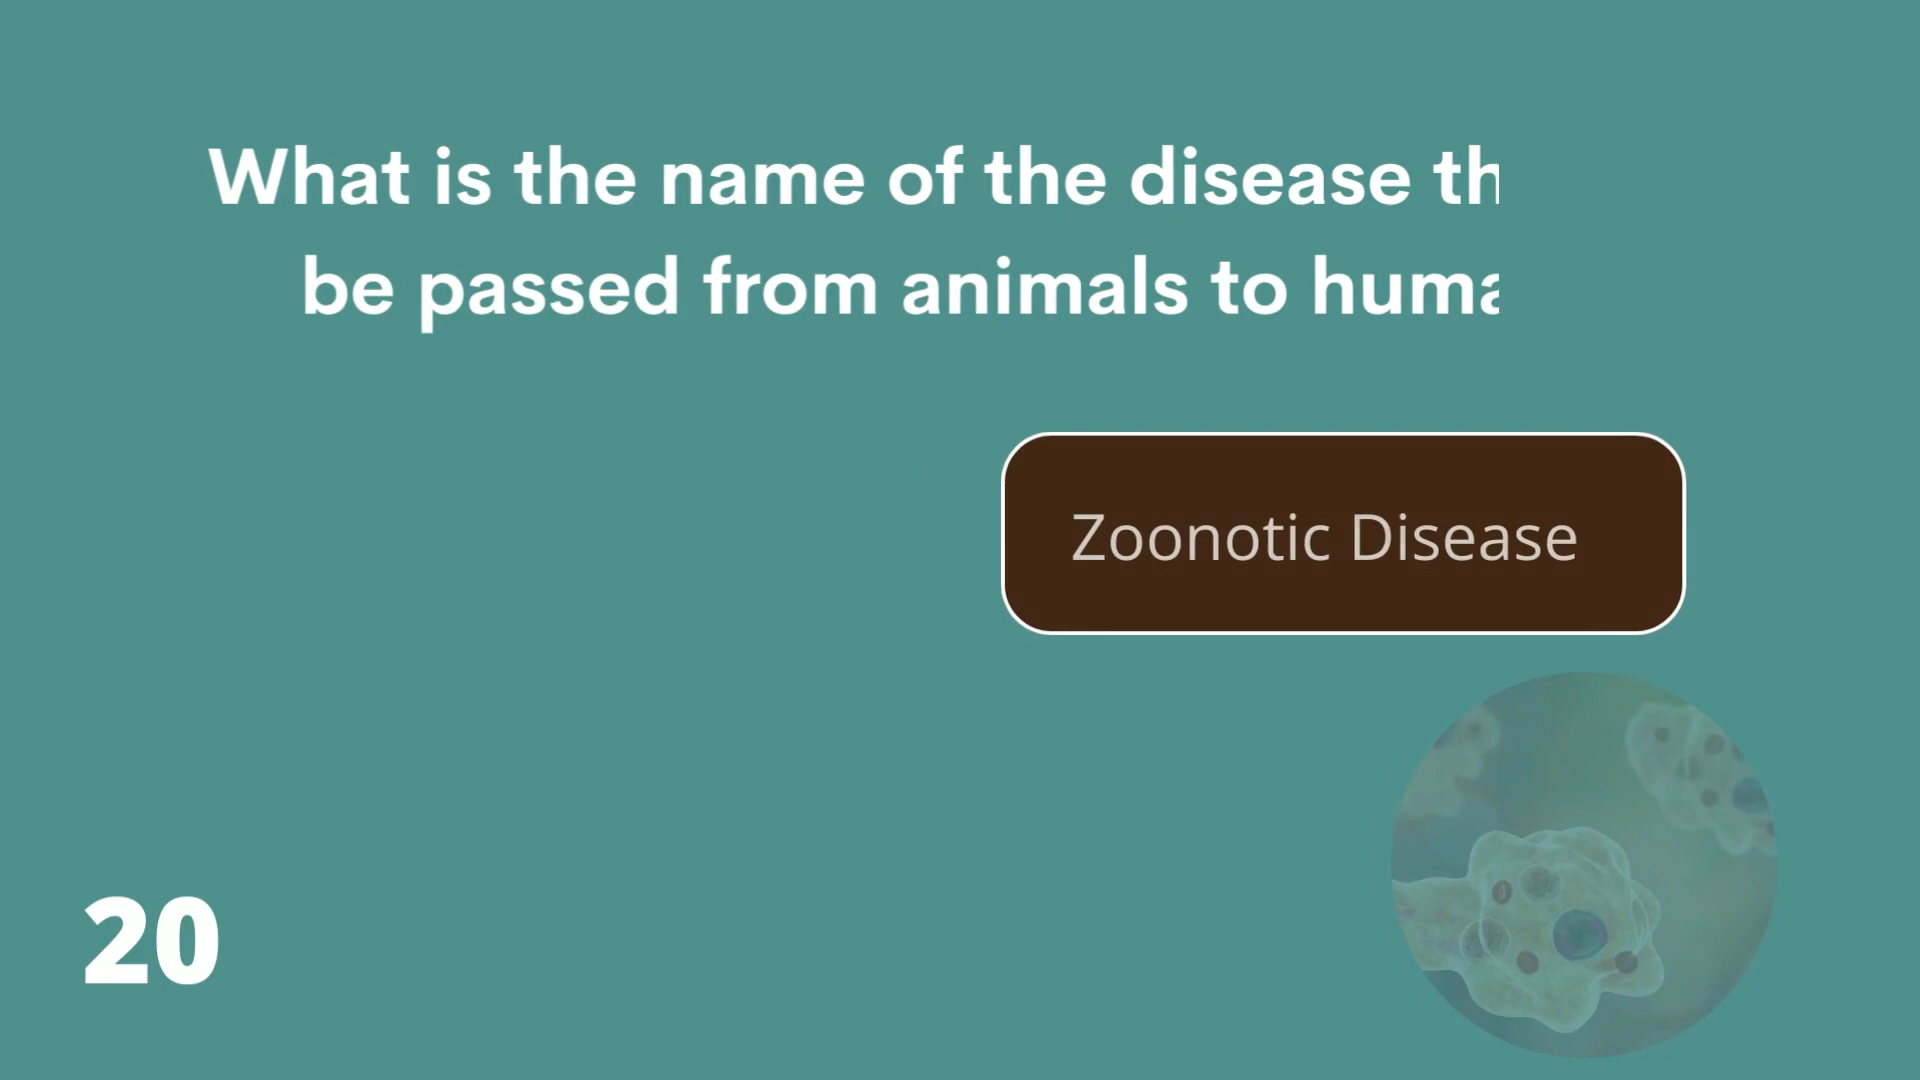 What is the name of the disease th
be passed from animals to huma
Zoonotic Disease
20